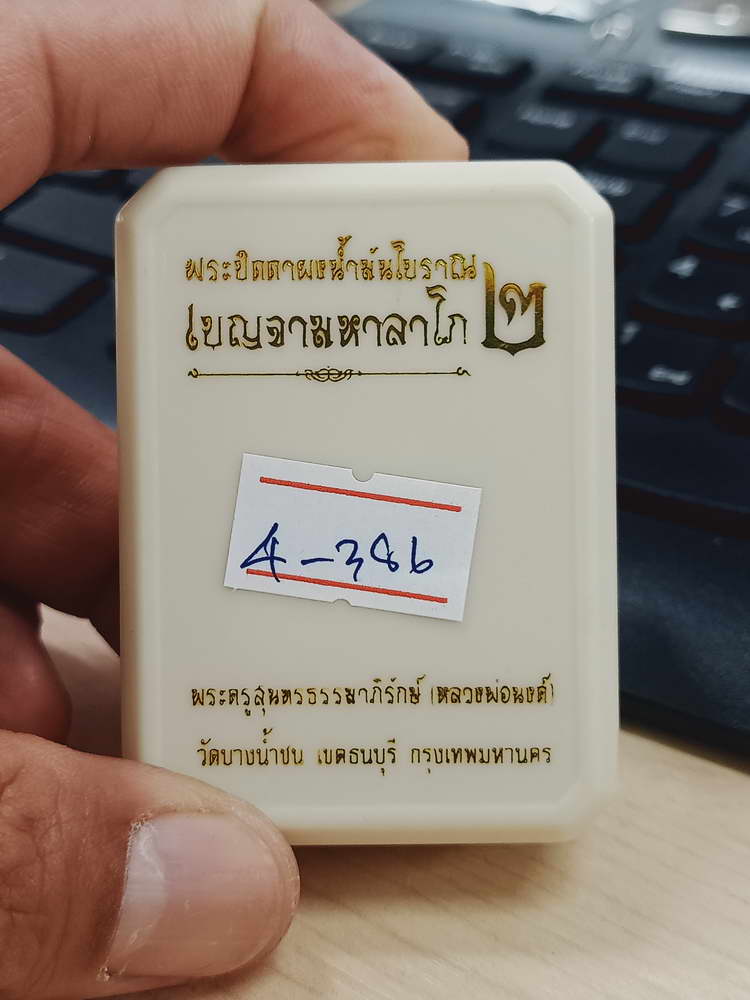 พระปิดตาผงน้ำมันโบราณ
เบญจามหาลาโภ ๒
4-386
พระครูสุนทรธรรมาภิรักษ์ (หลวงพ่อนงค์)
วัดบางน้ำชน เขตธนบุรี กรุงเทพมหานคร